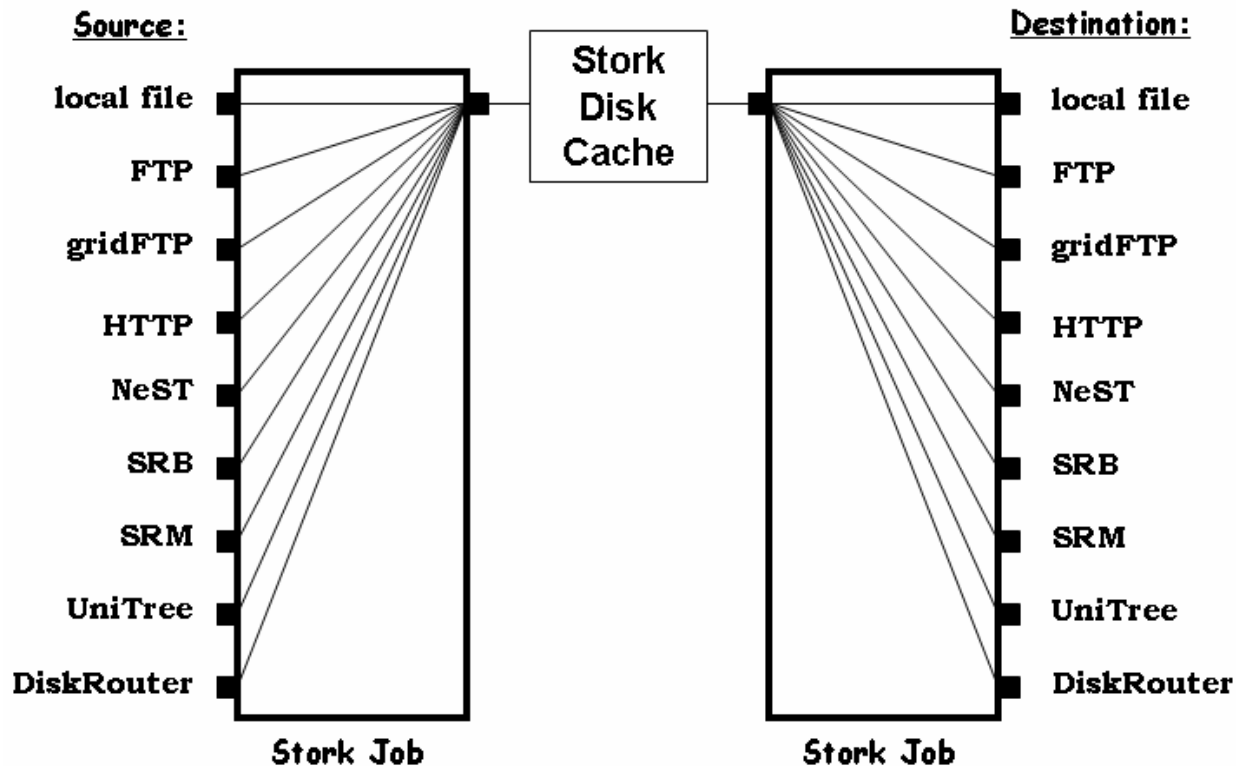 Source:
local file
FTP
gridFTP
HTTP
NeST
SRB
SRM
UniTree
DiskRouter
Stork Job
Stork
Disk
Cache
Destination:
local file
FTP
gridFTP
HTTP
NeST
SRB
SRM
UniTree
DiskRouter
Stork Job